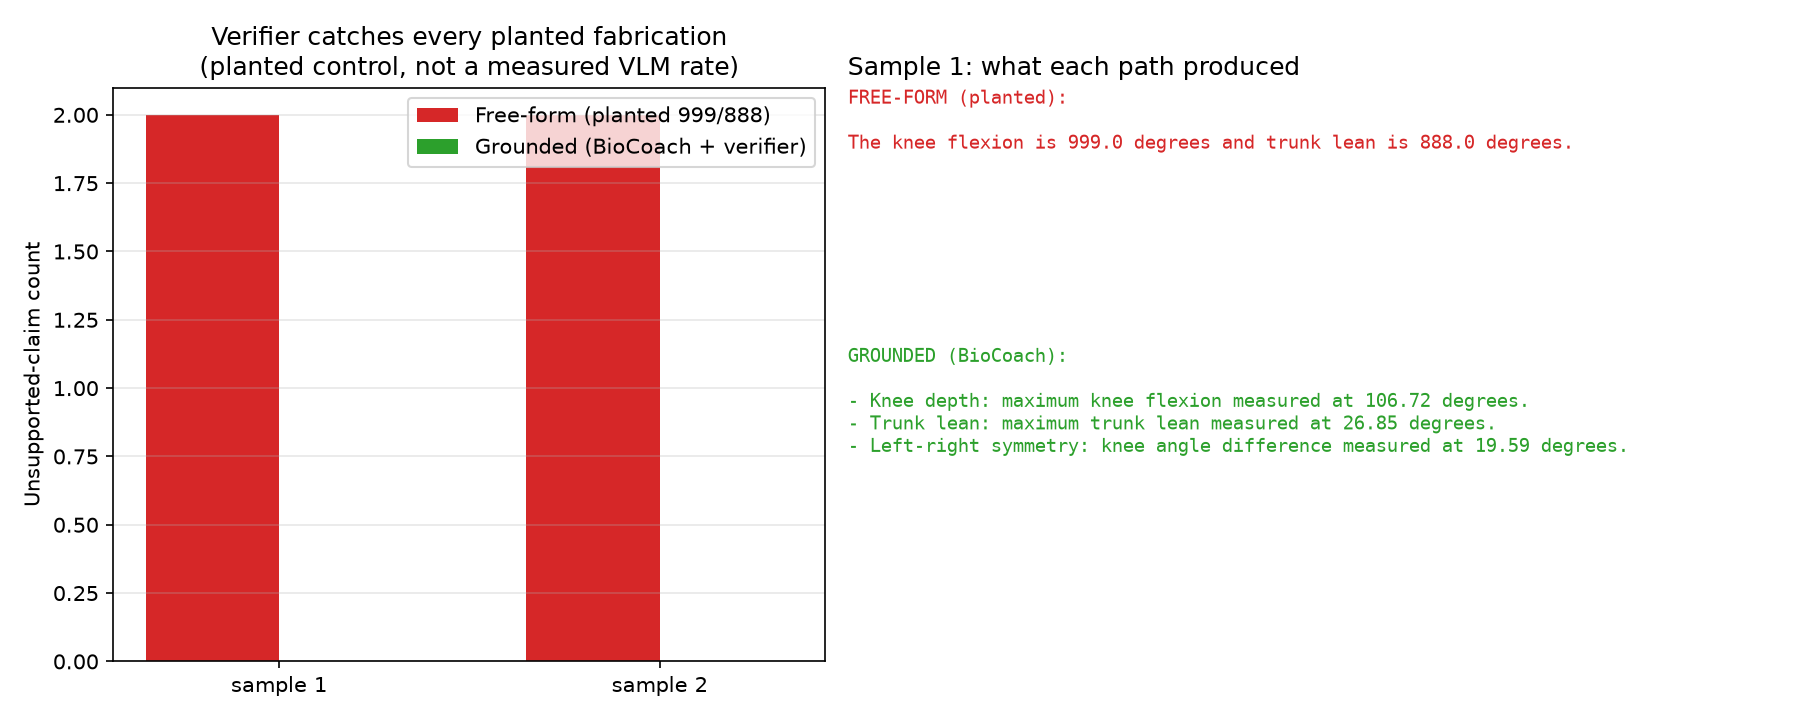 Verifier catches every planted fabrication
(planted control, not a measured VLM rate)
Unsupported-claim count
2.00
1.75
1.50
1.25
1.00
0.75
0.50
0.25
0.00
Free-form (planted 999/888)
Grounded (BioCoach + verifier)
sample 1
sample 2
Sample 1: what each path produced
FREE-FORM (planted):
The knee flexion is 999.0 degrees and trunk lean is 888.0 degrees.
GROUNDED (BioCoach):
- Knee depth: maximum knee flexion measured at 106.72 degrees.
- Trunk lean: maximum trunk lean measured at 26.85 degrees.
- Left-right symmetry: knee angle difference measured at 19.59 degrees.